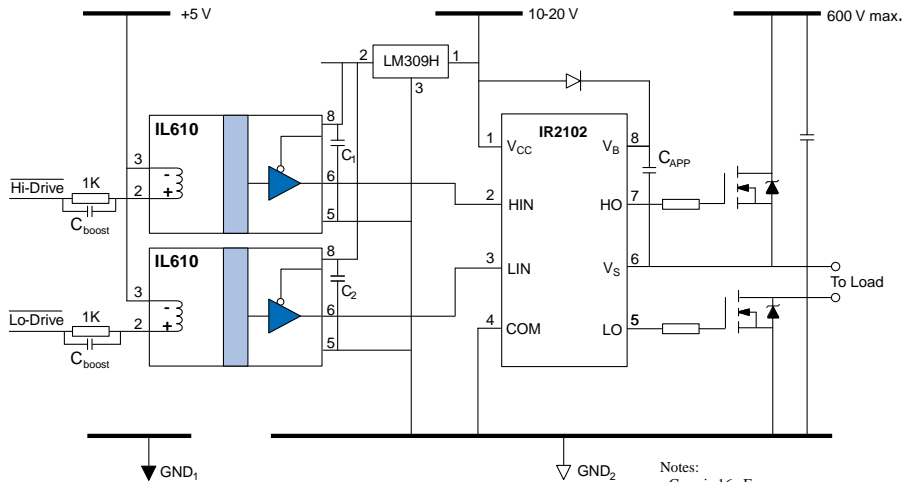 +5 V
10-20 V
600 V max.
2
LM309H
1
3
IL610
8
C1
3
-
2
+
6
5
Hi-Drive
1K
Cboost
IL610
8
C2
3
-
2
+
6
5
Lo-Drive
1K
Cboost
IR2102
1
VCC
VB
8
CAPP
2
HIN
HO
7
3
LIN
VS
6
4
COM
LO
5
To Load
GND1
GND2
Notes: